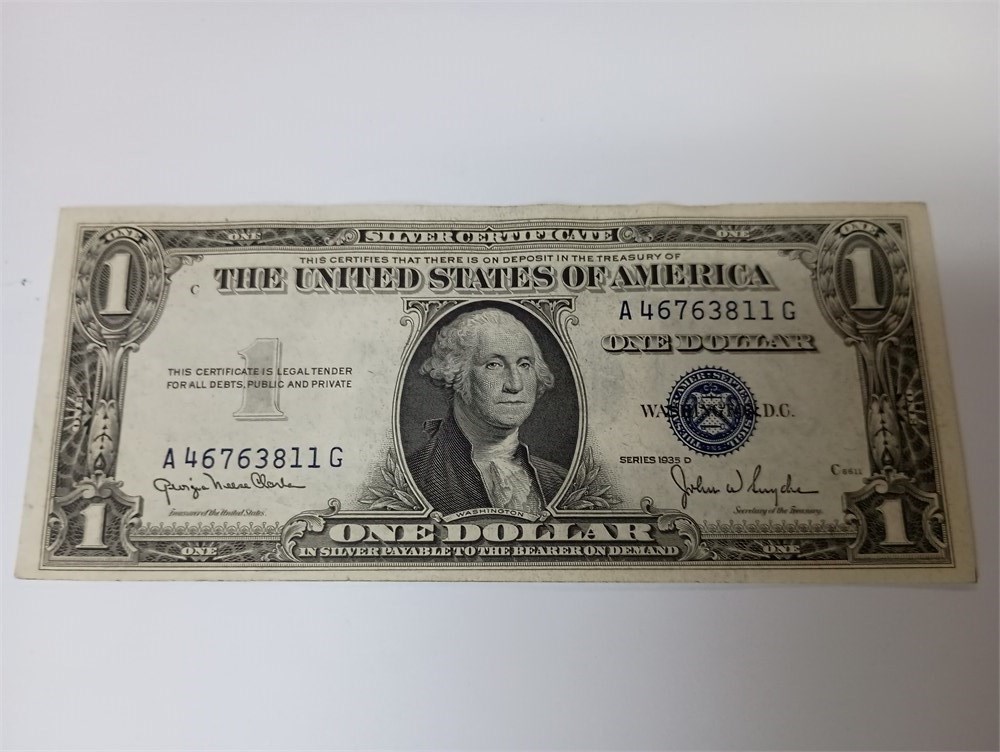 ONE
ONE
SILVER CERTIFICATE
ONE
ONE
1
THIS CERTIFIES THAT THERE IS ON DEPOSIT IN THE TREASURY OF
1
C
THE UNITED STATES OF AMERICA
A 46763811 G
ONE DOLLAR
THIS CERTIFICATE IS LEGAL TENDER
FOR ALL DEBTS, PUBLIC AND PRIVATE
1
WASHINGTON, D.C.
A 46763811 G
SERIES 1935 D
Georgia Neese Clark
John W Snyder
Treasurer of the United States.
WASHINGTON
Secretary of the Treasury.
1
ONE DOLLAR
1
ONE
IN SILVER PAYABLE TO THE BEARER ON DEMAND
ONE